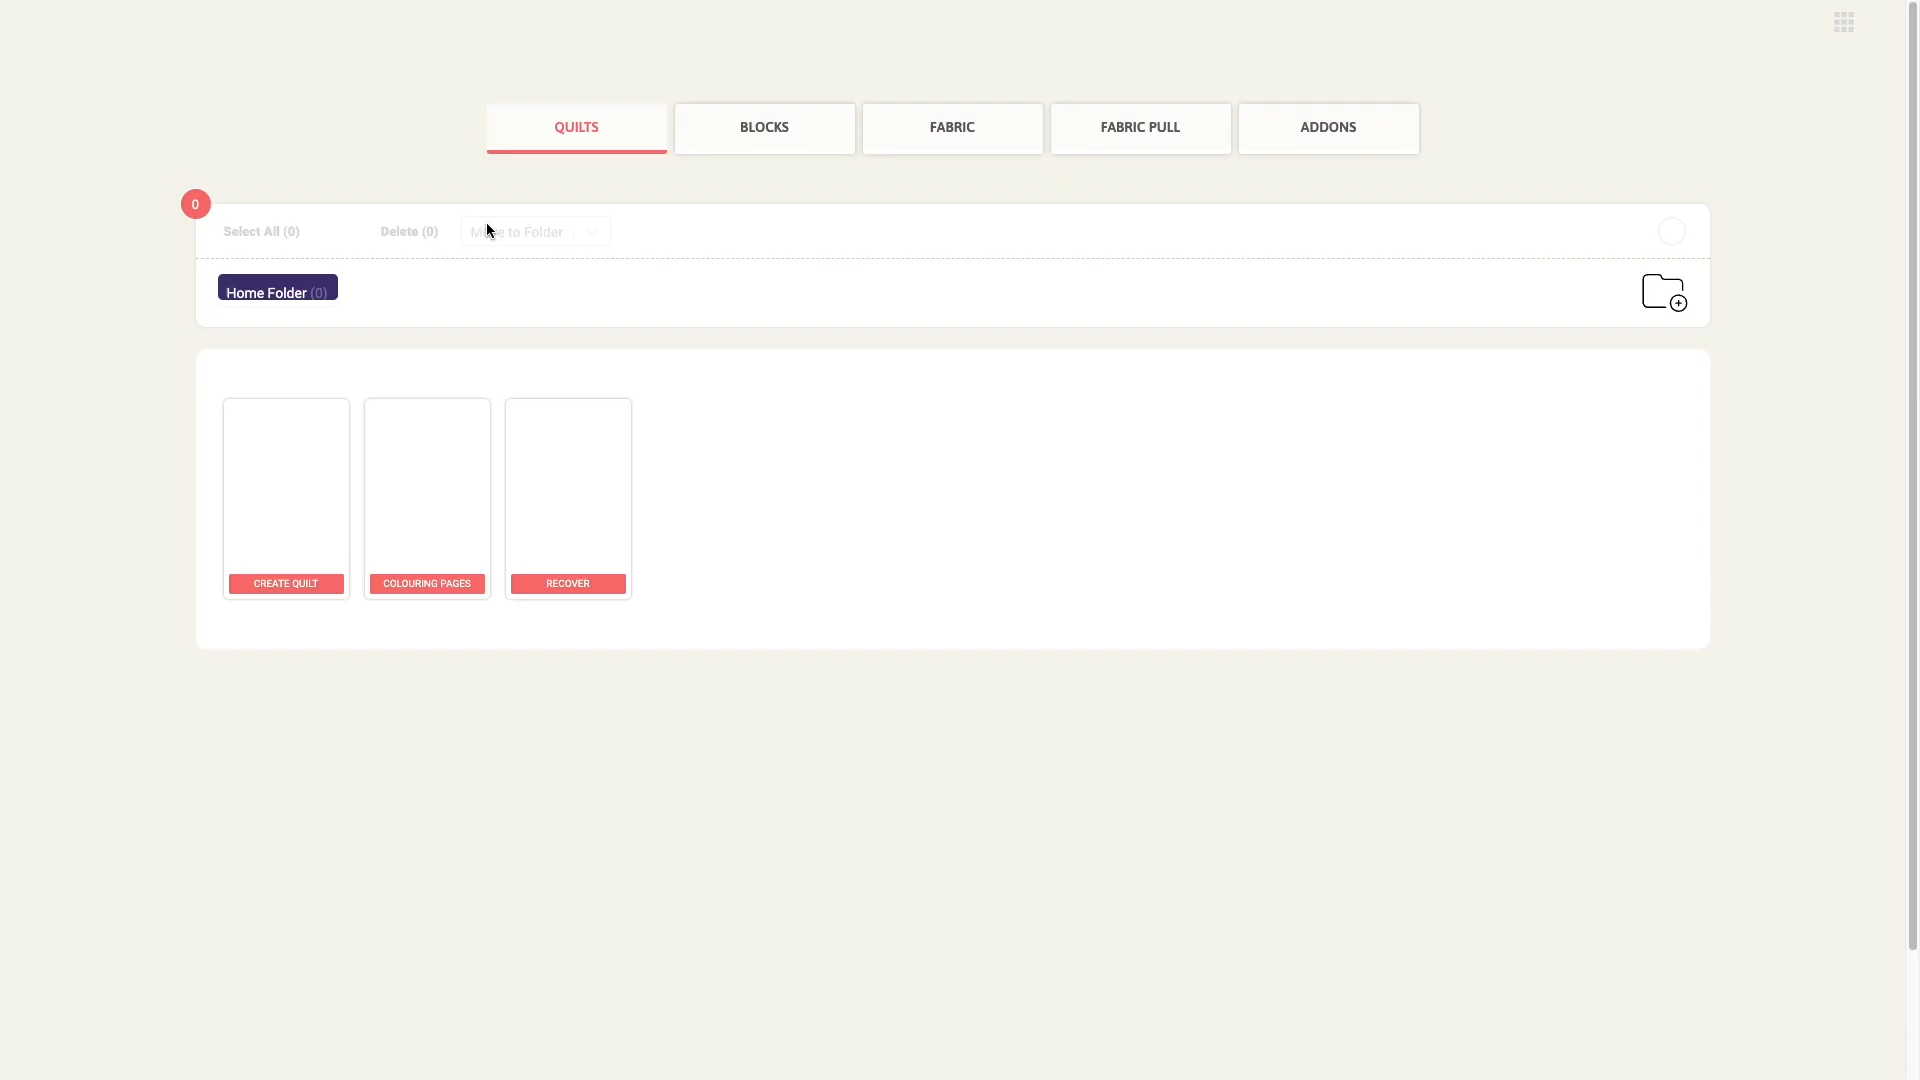 QUILTS BLOCKS FABRIC FABRIC PULL ADDONS
0
Select All (0) Delete (0) Move to Folder
Home Folder (0)
CREATE QUILT COLOURING PAGES RECOVER